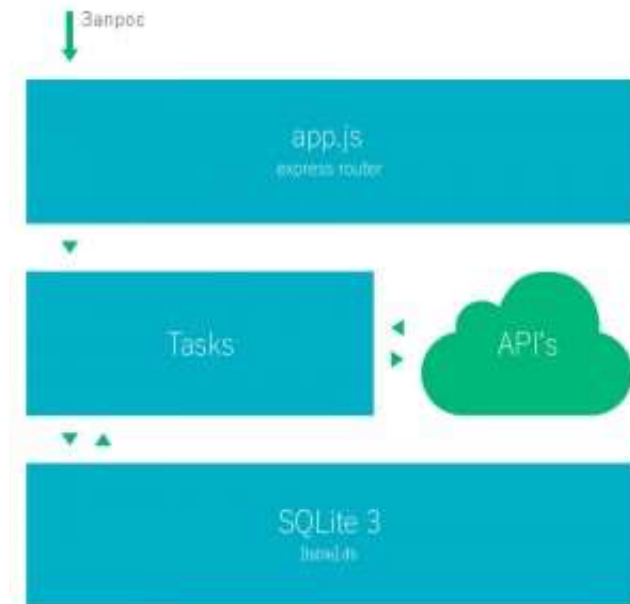 Запрос
app.js
express router
Tasks
API's
SQLite 3